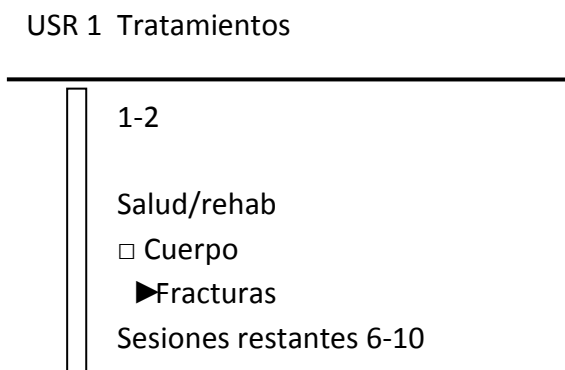 USR 1 Tratamientos
1-2
Salud/rehab
□ Cuerpo
►Fracturas
Sesiones restantes 6-10